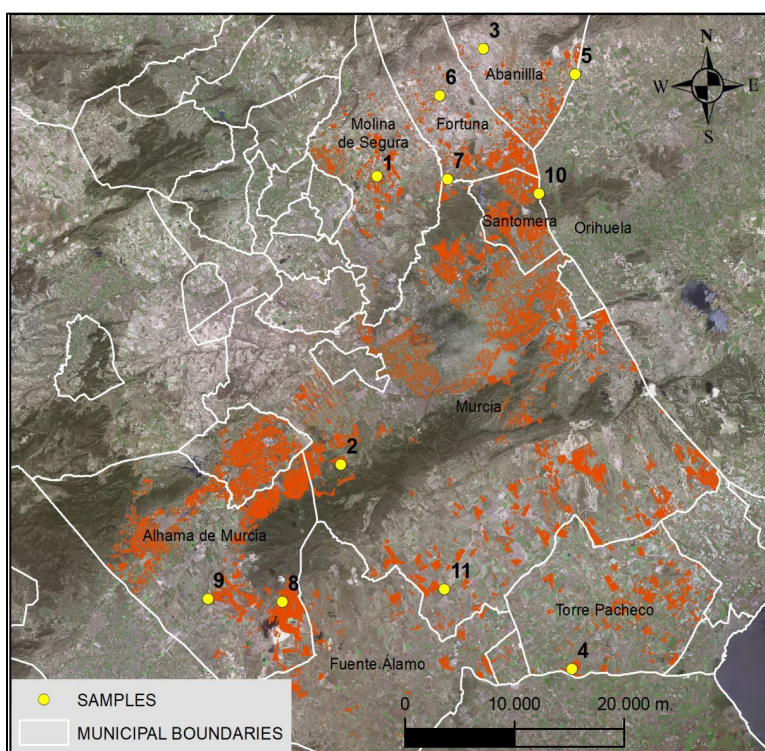 N
3
5
Abanillla
W
E
6
S
Molina
de Segura
Fortuna
1
7
10
Santomera
Orihuela
Murcia
2
Alhama de Murcia
9
8
11
Torre Pacheco
Fuente Álamo
4
SAMPLES
MUNICIPAL BOUNDARIES
0
10.000
20.000 m.